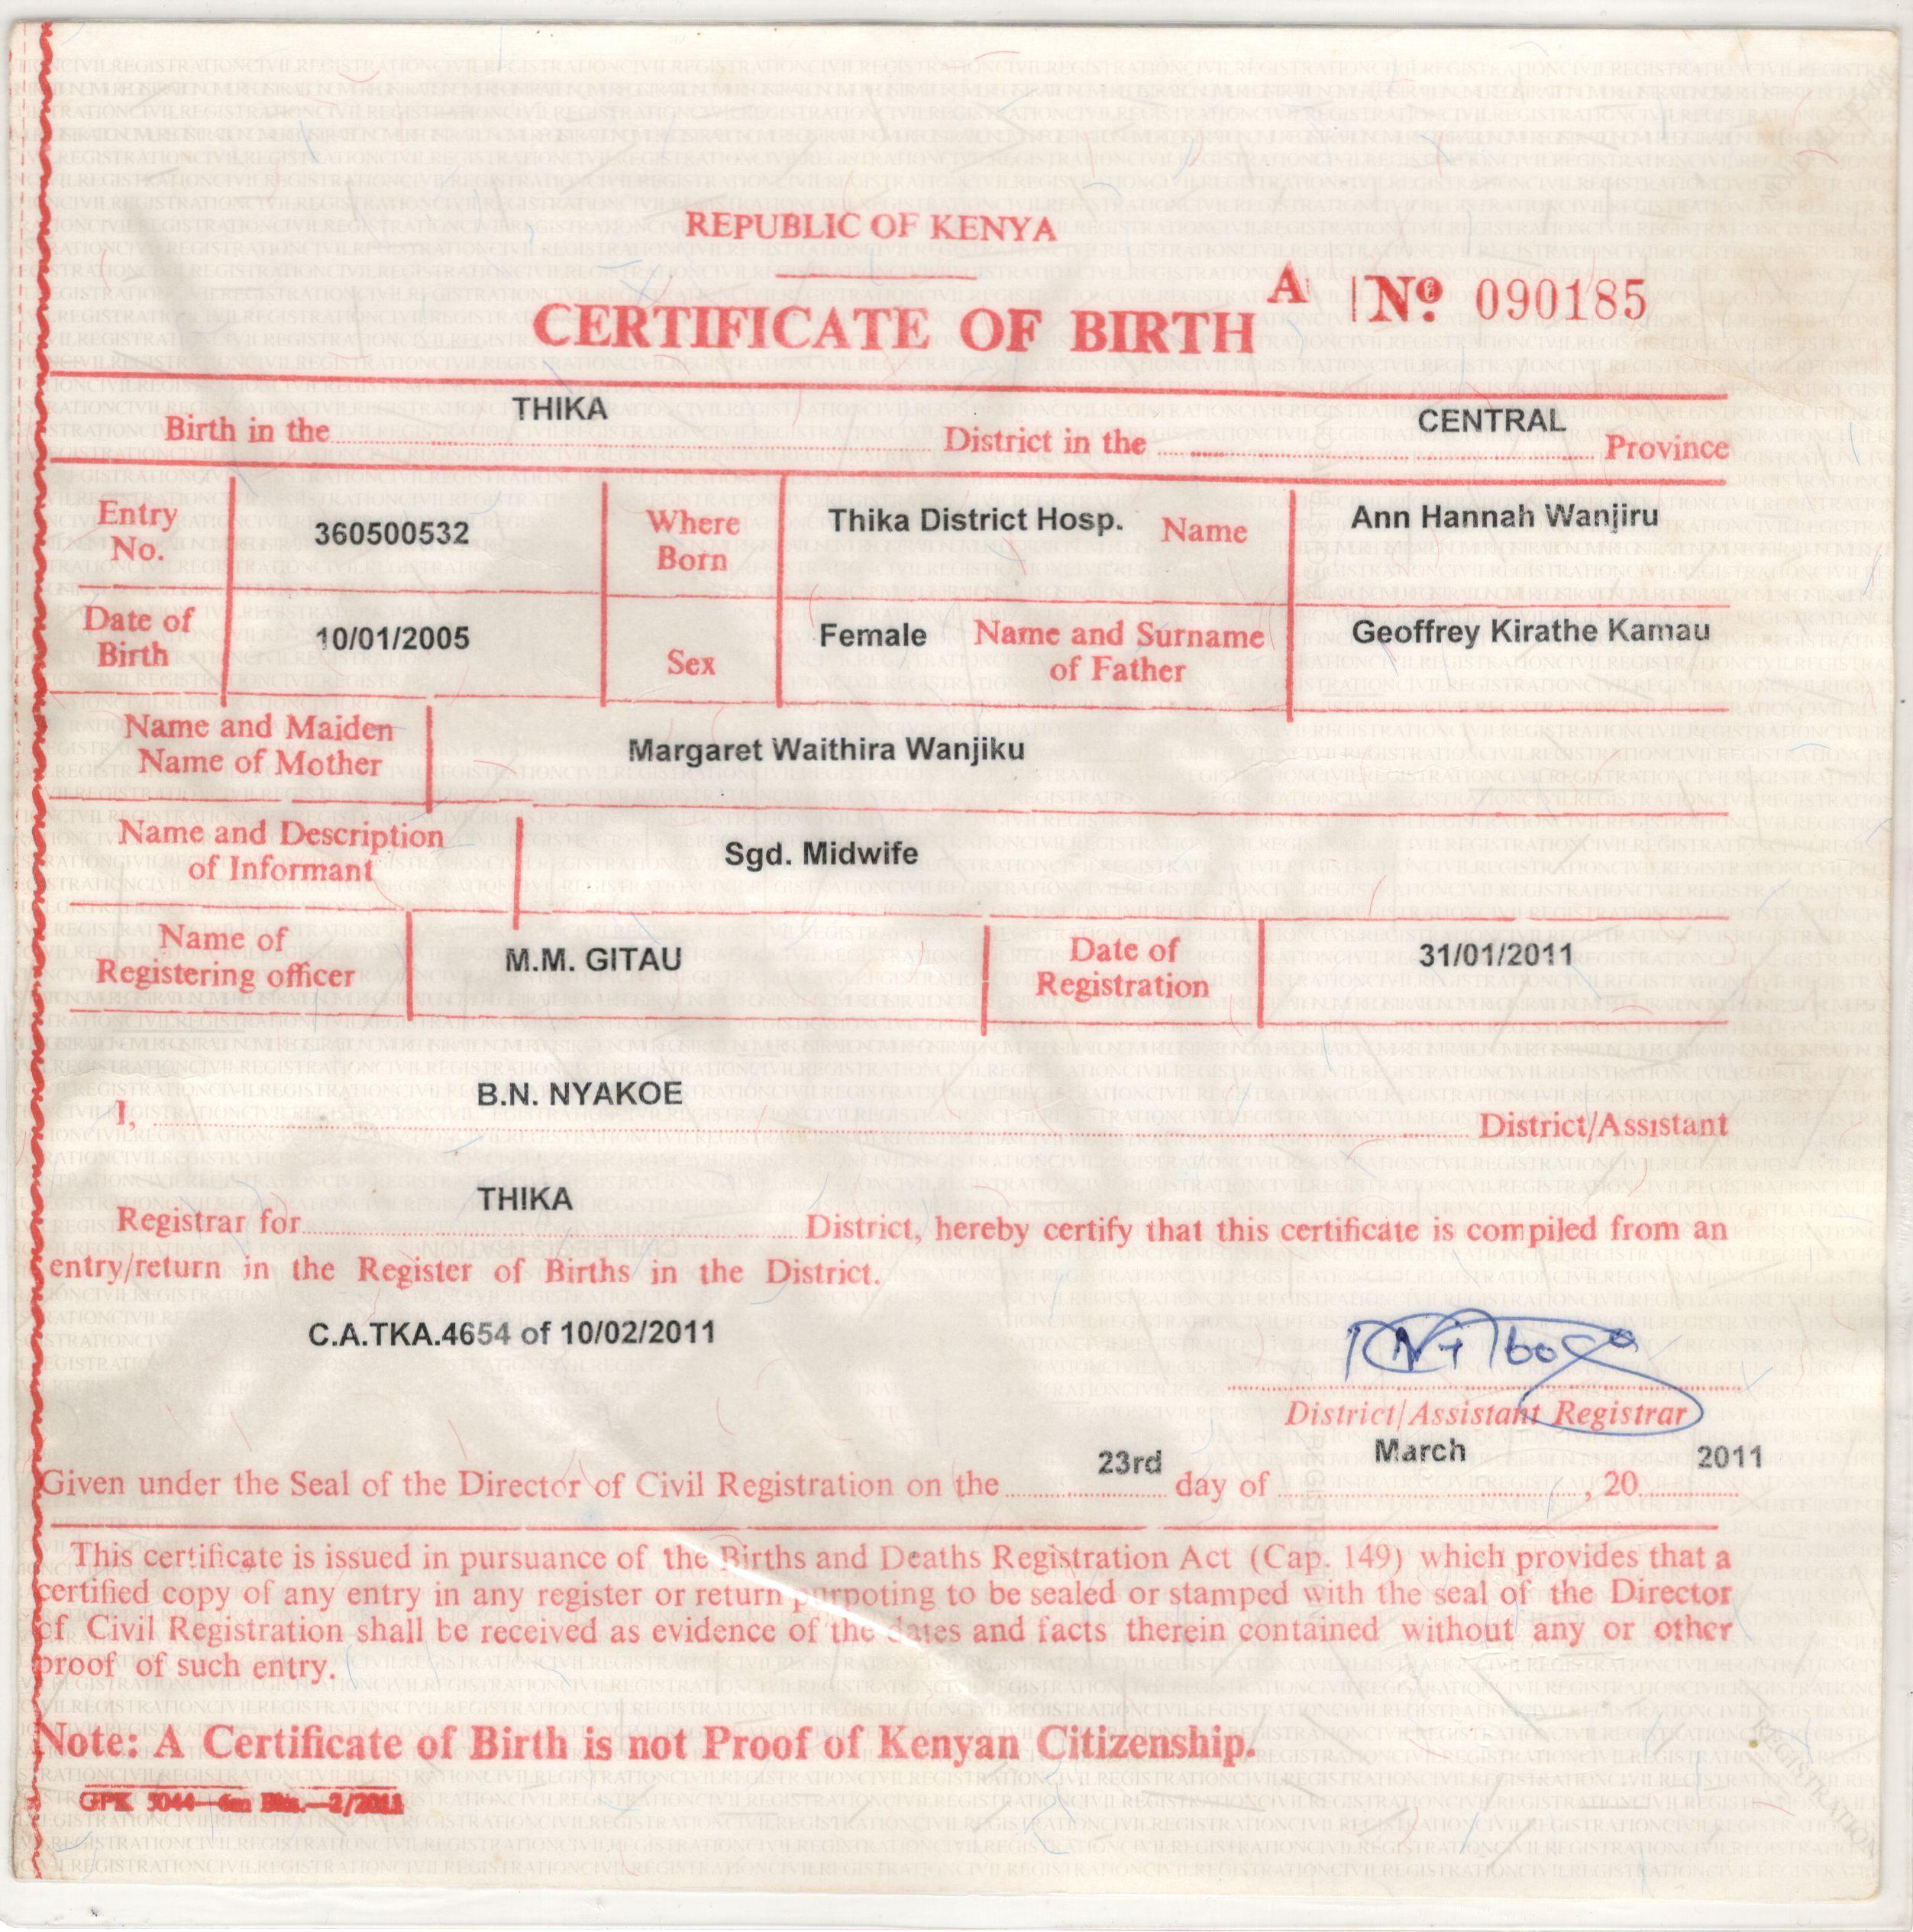 REPUBLIC OF KENYA
A No. 090185
CERTIFICATE OF BIRTH
Birth in the THIKA District in the CENTRAL Province
Entry No. 360500532 Where Born Thika District Hosp. Name Ann Hannah Wanjiru
Date of Birth 10/01/2005 Sex Female Name and Surname of Father Geoffrey Kirathe Kamau
Name and Maiden Name of Mother Margaret Waithira Wanjiku
Name and Description of Informant Sgd. Midwife
Name of Registering officer M.M. GITAU Date of Registration 31/01/2011
I, B.N. NYAKOE District/Assistant
Registrar for THIKA District, hereby certify that this certificate is compiled from an
entry/return in the Register of Births in the District.
C.A.TKA.4654 of 10/02/2011
District/Assistant Registrar
Given under the Seal of the Director of Civil Registration on the 23rd day of March, 20 2011
This certificate is issued in pursuance of the Births and Deaths Registration Act (Cap. 149) which provides that a
certified copy of any entry in any register or return purpoting to be sealed or stamped with the seal of the Director
of Civil Registration shall be received as evidence of the dates and facts therein contained without any or other
proof of such entry.
Note: A Certificate of Birth is not Proof of Kenyan Citizenship.
GPK 5044—6m Bks.—2/2011